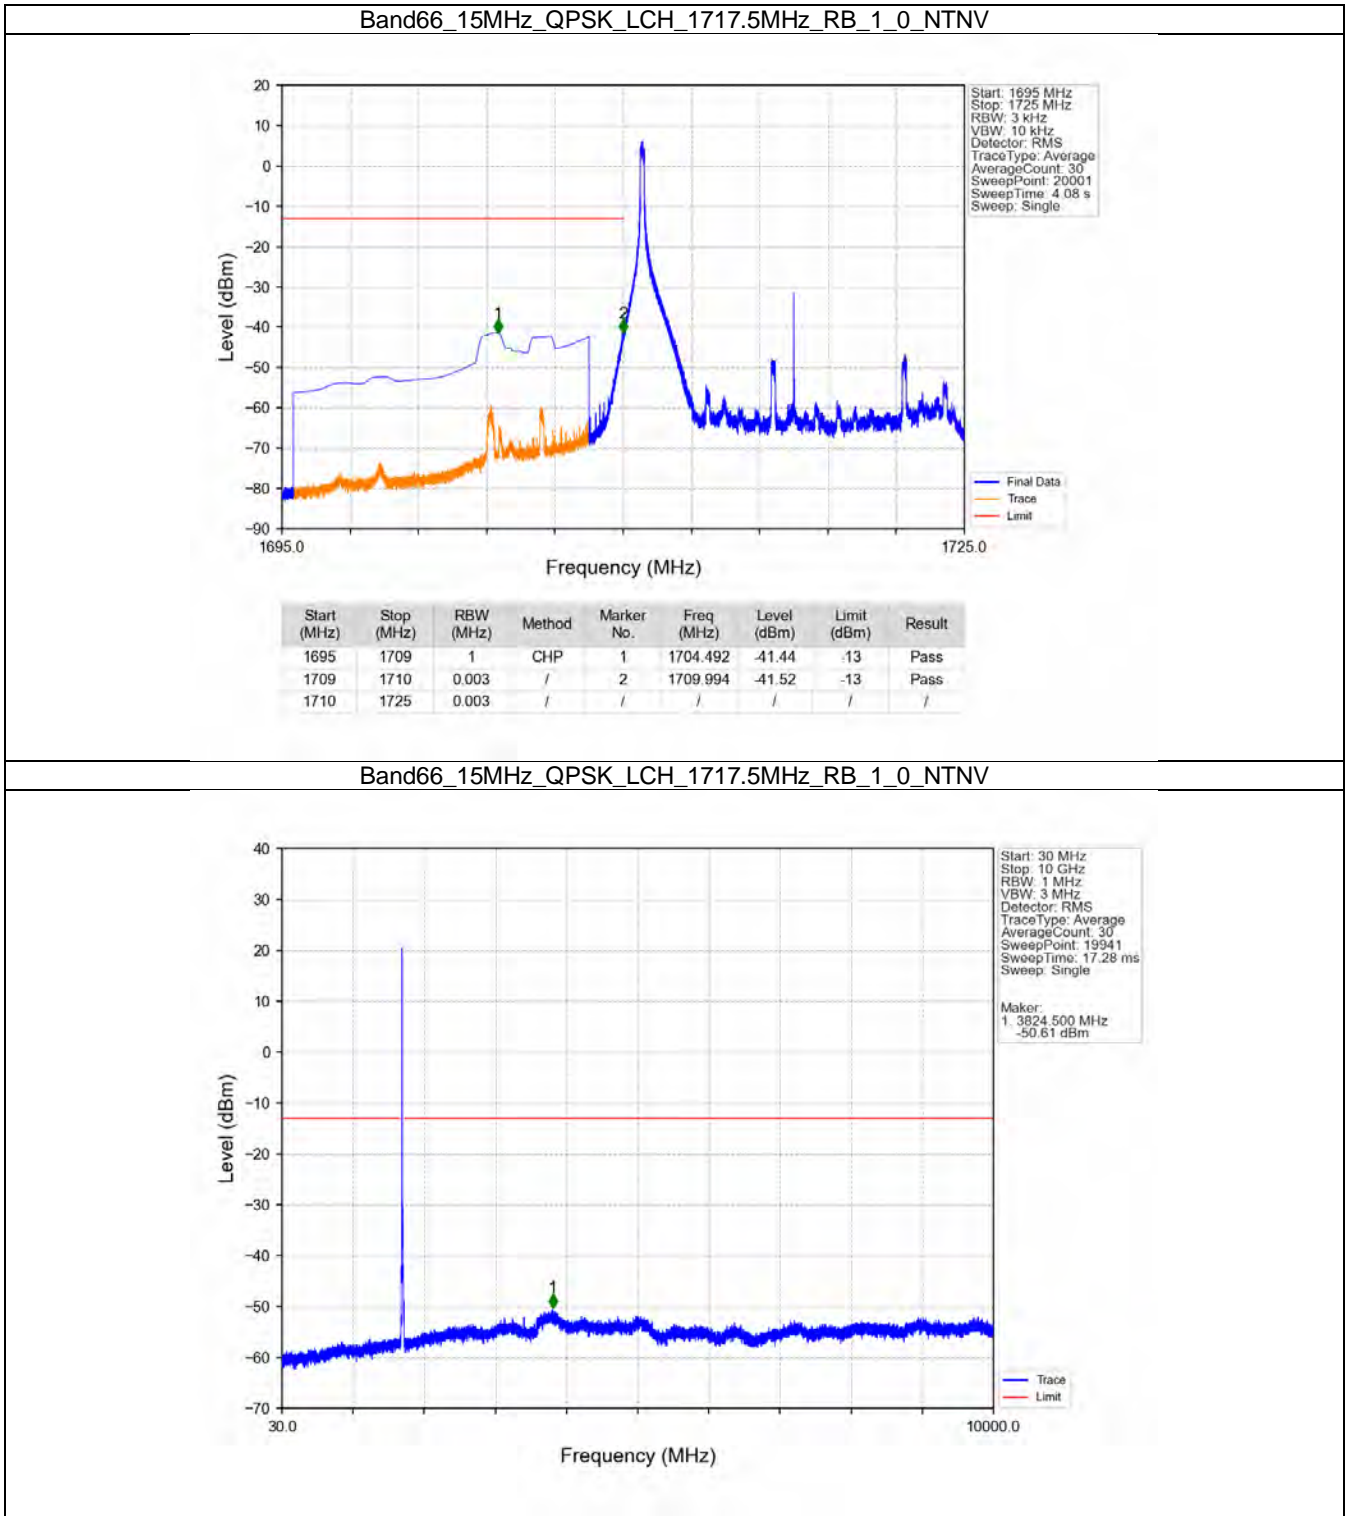 Band66_15MHz_QPSK_LCH_1717.5MHz_RB_1_0_NTNV
Start: 1695 MHz
Stop: 1725 MHz
RBW: 3 kHz
VBW: 10 kHz
Detector: RMS
TraceType: Average
AverageCount: 30
SweepPoint: 20001
SweepTime: 4.08 s
Sweep: Single
20
10
0
−10
−20
−30
−40
−50
−60
−70
−80
−90
Level (dBm)
1
2
Final Data
Trace
Limit
1695.0
1725.0
Frequency (MHz)
Start (MHz) Stop (MHz) RBW (MHz) Method Marker No. Freq (MHz) Level (dBm) Limit (dBm) Result
1695 1709 1 CHP 1 1704.492 -41.44 -13 Pass
1709 1710 0.003 / 2 1709.994 -41.52 -13 Pass
1710 1725 0.003 / / / / / /
Band66_15MHz_QPSK_LCH_1717.5MHz_RB_1_0_NTNV
Start: 30 MHz
Stop: 10 GHz
RBW: 1 MHz
VBW: 3 MHz
Detector: RMS
TraceType: Average
AverageCount: 30
SweepPoint: 19941
SweepTime: 17.28 ms
Sweep: Single
Maker:
1. 3824.500 MHz
-50.61 dBm
40
30
20
10
0
−10
−20
−30
−40
−50
−60
−70
Level (dBm)
1
Trace
Limit
30.0
10000.0
Frequency (MHz)